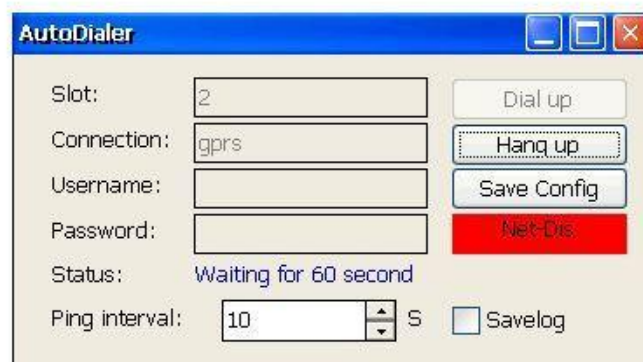 AutoDialer
Slot: 2 Dial up
Connection: gprs Hang up
Username: Save Config
Password: Net-Dis
Status: Waiting for 60 second
Ping interval: 10 S Savelog